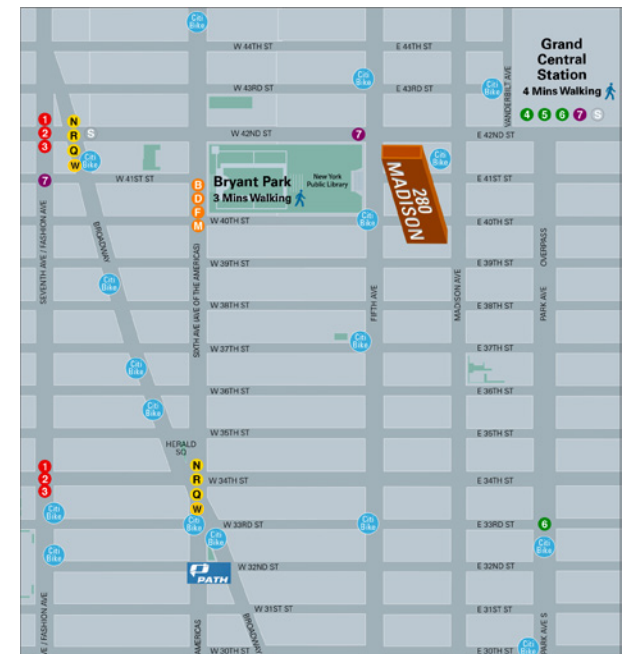 Citi
Bike
W 44TH ST
E 44TH ST
Grand
Central
Station
4 Mins Walking
VANDERBILT AVE
Citi
Bike
Citi
Bike
W 43RD ST
E 43RD ST
4 5 6 7 S
1
2
3
N
R
Q
W
S
Citi
Bike
W 42ND ST
7
E 42ND ST
Citi
Bike
7
W 41ST ST
B
D
F
M
Bryant Park
3 Mins Walking
New York
Public Library
280
MADISON
E 41ST ST
Citi
Bike
W 40TH ST
E 40TH ST
SEVENTH AVE / FASHION AVE
BROADWAY
SIXTH AVE (AVE OF THE AMERICAS)
FIFTH AVE
MADISON AVE
PARK AVE
OVERPASS
W 39TH ST
E 39TH ST
Citi
Bike
W 38TH ST
E 38TH ST
Citi
Bike
W 37TH ST
E 37TH ST
Citi
Bike
W 36TH ST
E 36TH ST
Citi
Bike
W 35TH ST
E 35TH ST
HERALD
SQ
1
2
3
N
R
Q
W
W 34TH ST
E 34TH ST
Citi
Bike
Citi
Bike
W 33RD ST
Citi
Bike
E 33RD ST
6
Citi
Bike
Citi
Bike
Citi
Bike
PATH
W 32ND ST
E 32ND ST
W 31ST ST
E 31ST ST
VE / FASHION AVE
AMERICAS
BROADWAY
PARK AVE S
W 30TH ST
Citi
Bike
E 30TH ST